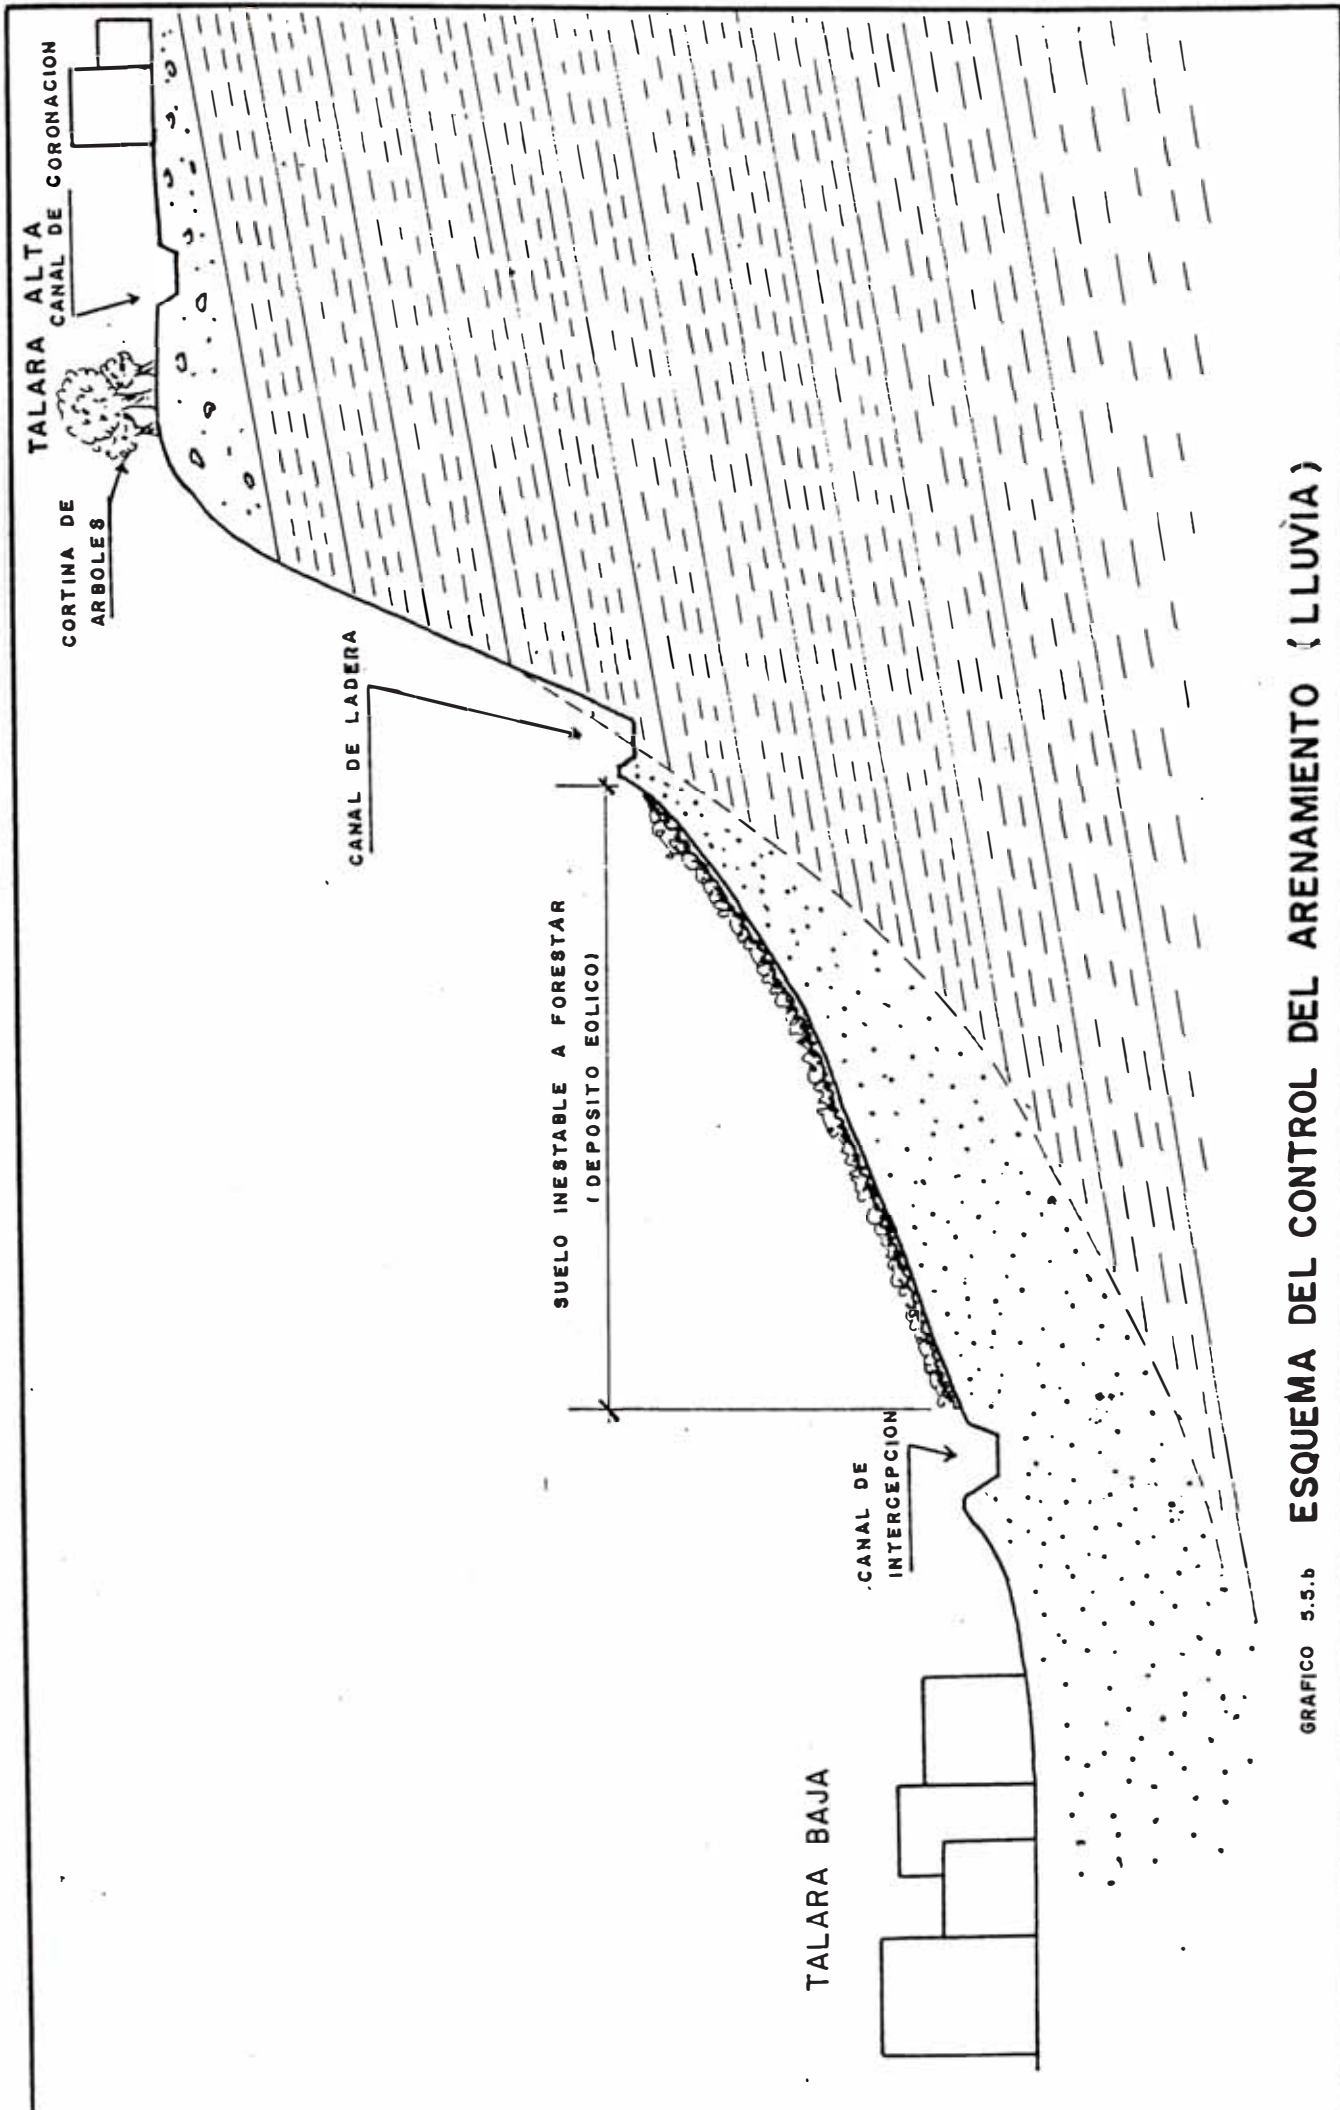 TALARA ALTA
CANAL DE CORONACION
CORTINA DE
ARBOLES
CANAL DE LADERA
SUELO INESTABLE A FORESTAR
(DEPOSITO EOLICO)
CANAL DE
INTERCEPCION
TALARA BAJA
GRAFICO 5.5.b ESQUEMA DEL CONTROL DEL ARENAMIENTO (LLUVIA)